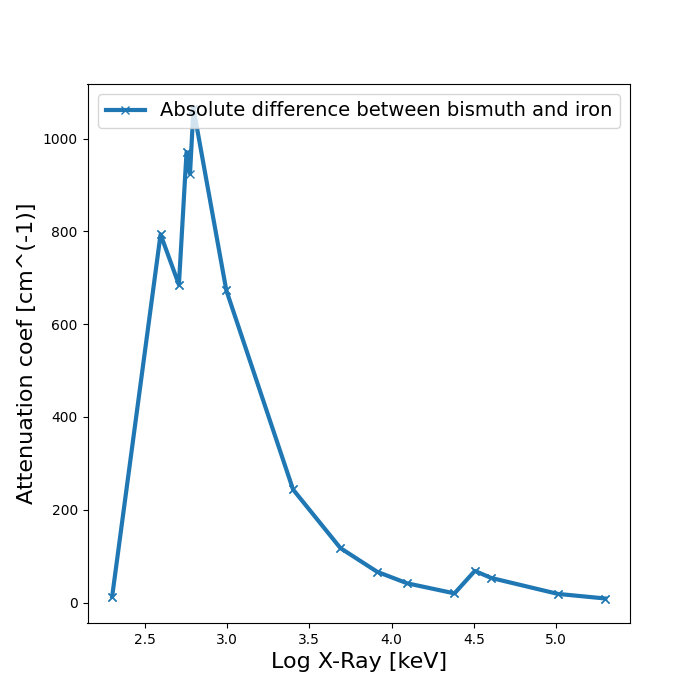 Absolute difference between bismuth and iron
1000
800
600
400
200
0
Attenuation coef [cm^(-1)]
2.5 3.0 3.5 4.0 4.5 5.0
Log X-Ray [keV]